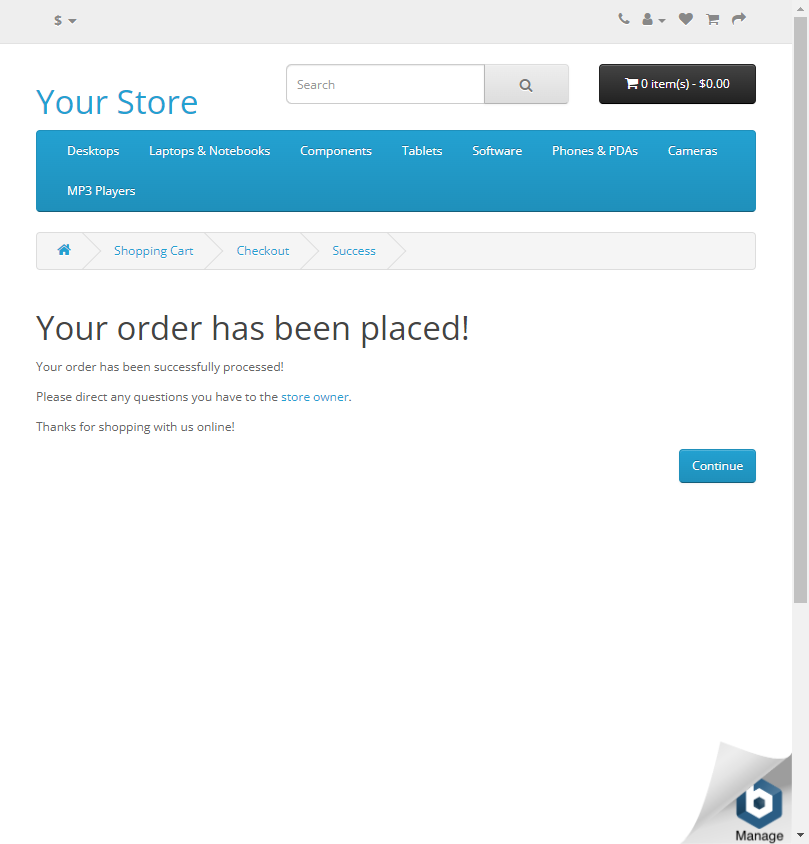 $
Your Store
Search
0 item(s) - $0.00
Desktops Laptops & Notebooks Components Tablets Software Phones & PDAs Cameras
MP3 Players
Shopping Cart Checkout Success
Your order has been placed!
Your order has been successfully processed!
Please direct any questions you have to the store owner.
Thanks for shopping with us online!
Continue
b
Manage